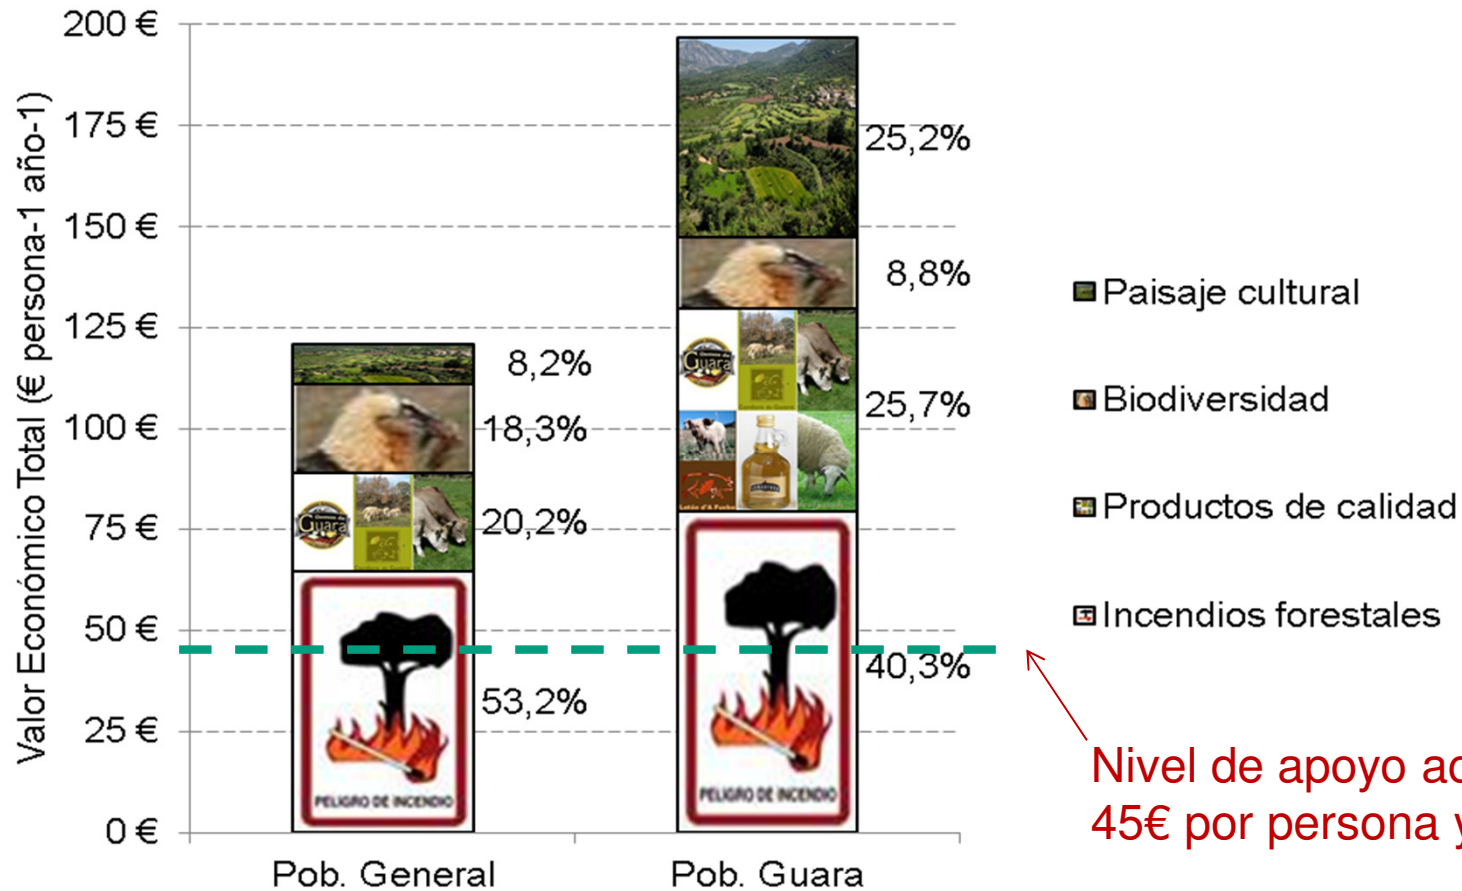 200 €
175 €
150 €
125 €
100 €
75 €
50 €
25 €
0 €
Valor Económico Total (€ persona-1 año-1)
8,2%
18,3%
20,2%
53,2%
25,2%
8,8%
25,7%
40,3%
Guara
PELIGRO DE INCENDIO
Guara
PELIGRO DE INCENDIO
Pob. General
Pob. Guara
Paisaje cultural
Biodiversidad
Productos de calidad
Incendios forestales
Nivel de apoyo
45€ por persona